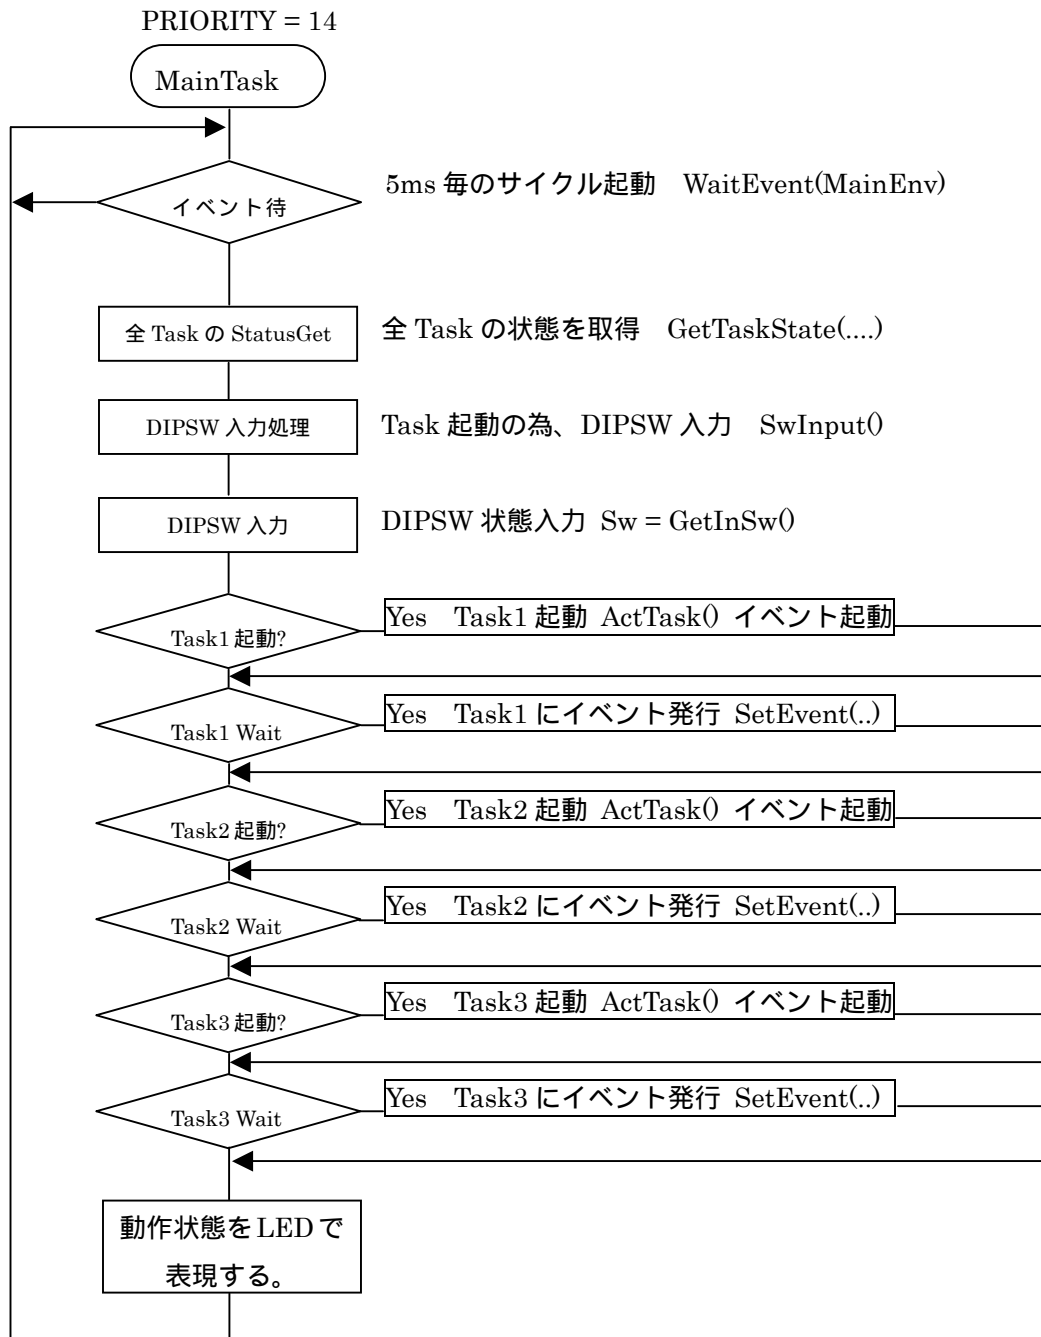 PRIORITY = 14
MainTask
5ms 毎のサイクル起動　WaitEvent(MainEnv)
イベント待
全 Task の StatusGet
全 Task の状態を取得　GetTaskState(....)
DIPSW 入力処理
Task 起動の為、DIPSW 入力　SwInput()
DIPSW 入力
DIPSW 状態入力 Sw = GetInSw()
Task1 起動?
Yes　Task1 起動 ActTask() イベント起動
Task1 Wait
Yes　Task1 にイベント発行 SetEvent(..)
Task2 起動?
Yes　Task2 起動 ActTask() イベント起動
Task2 Wait
Yes　Task2 にイベント発行 SetEvent(..)
Task3 起動?
Yes　Task3 起動 ActTask() イベント起動
Task3 Wait
Yes　Task3 にイベント発行 SetEvent(..)
動作状態を LED で
表現する。